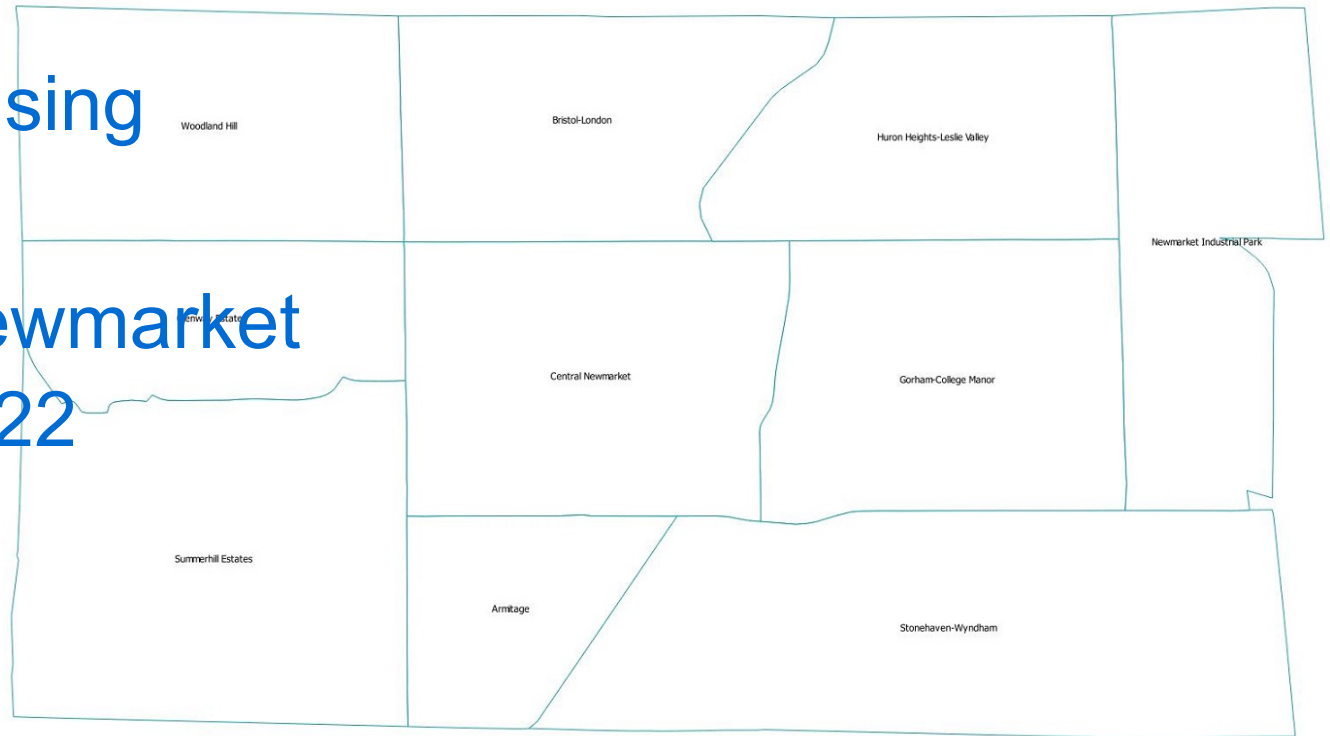 sing
Woodland Hill
Bristol-London
Huron Heights-Leslie Valley
Newmarket Industrial Park
ewmarket
Central Newmarket
Gorham-College Manor
22
Summerhill Estates
Armitage
Stonehaven-Wyndham